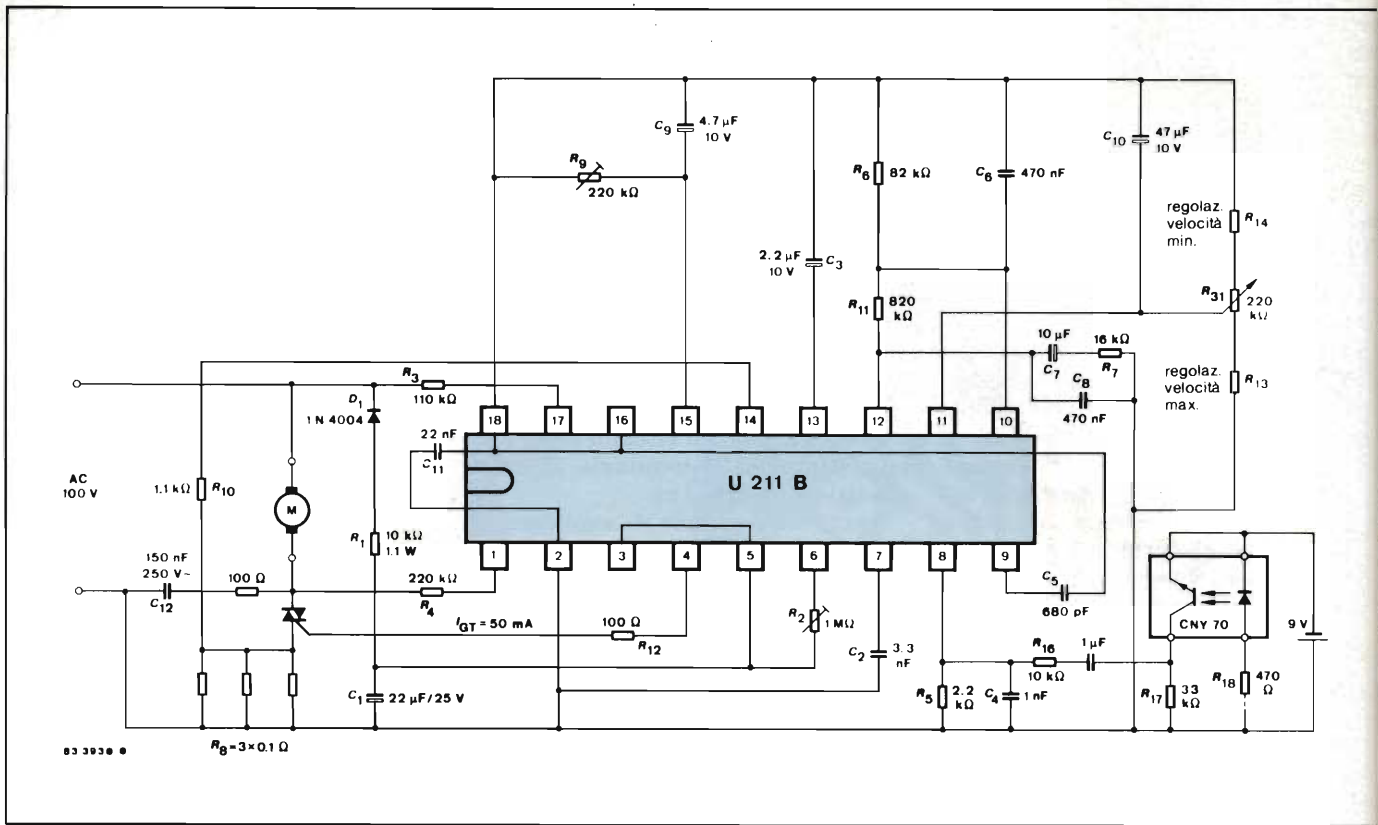 C9 4.7 µF
10 V
R9
220 kΩ
2.2 µF
10 V
C3
R6 82 kΩ
C6 470 nF
C10 47 µF
10 V
regolaz.
velocità
min.
R14
R11 820
kΩ
R31 220
kΩ
10 µF
C7
16 kΩ
R7
C8
470 nF
regolaz.
velocità
max.
R13
R3
110 kΩ
D1
1 N 4004
AC
100 V
1.1 kΩ R10
M
R1 10 kΩ
1.1 W
22 nF
C11
18 17 16 15 14 13 12 11 10
U 211 B
1 2 3 4 5 6 7 8 9
150 nF
250 V~
C12
100 Ω
220 kΩ
R4
IGT = 50 mA
100 Ω
R12
R2
1 MΩ
C2 3.3
nF
C5
680 pF
CNY 70
9 V
C1 22 µF/25 V
R5 2.2
kΩ
C4 1 nF
R16
10 kΩ
1 µF
R17 33
kΩ
R18 470
Ω
R8 = 3×0.1 Ω